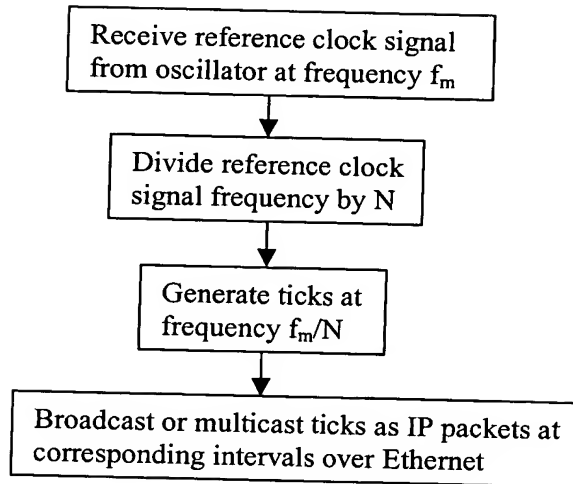 Receive reference clock signal
from oscillator at frequency fₘ
Divide reference clock
signal frequency by N
Generate ticks at
frequency fₘ/N
Broadcast or multicast ticks as IP packets at
corresponding intervals over Ethernet